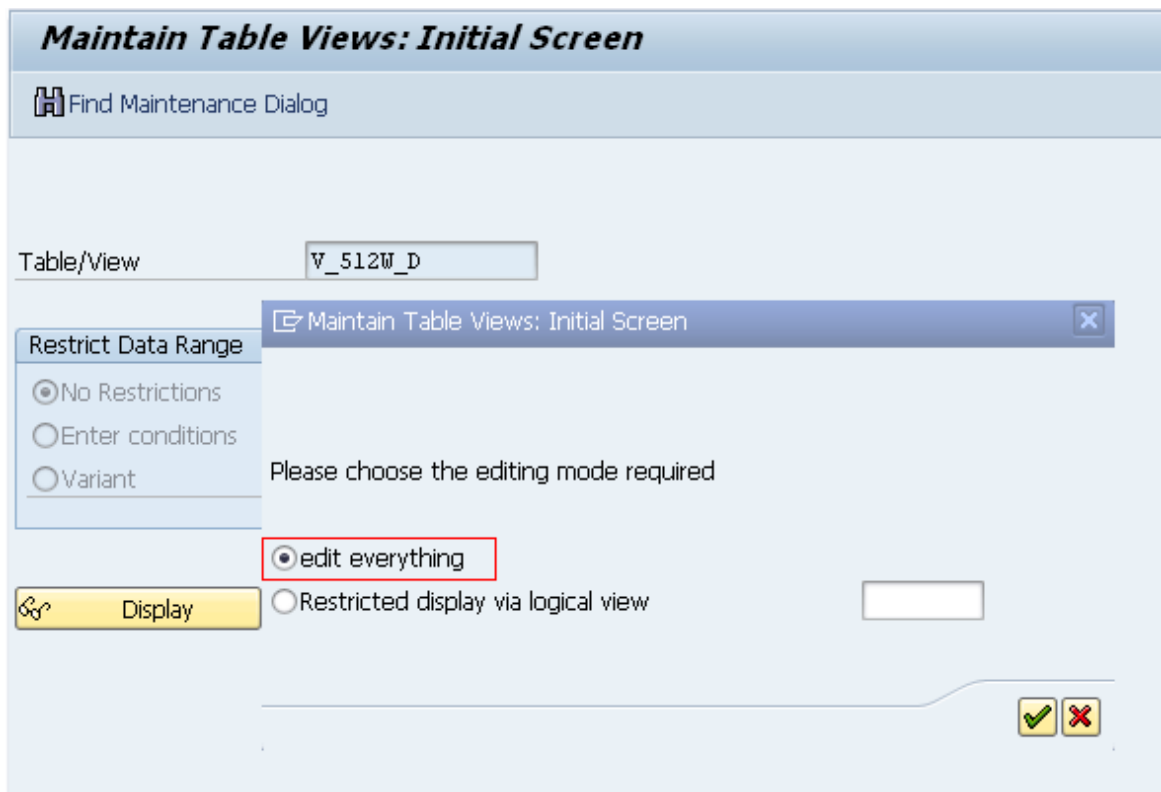 Maintain Table Views: Initial Screen
Find Maintenance Dialog
Table/View V_512W_D
Maintain Table Views: Initial Screen
Restrict Data Range
No Restrictions
Enter conditions
Variant
Please choose the editing mode required
edit everything
Restricted display via logical view
Display